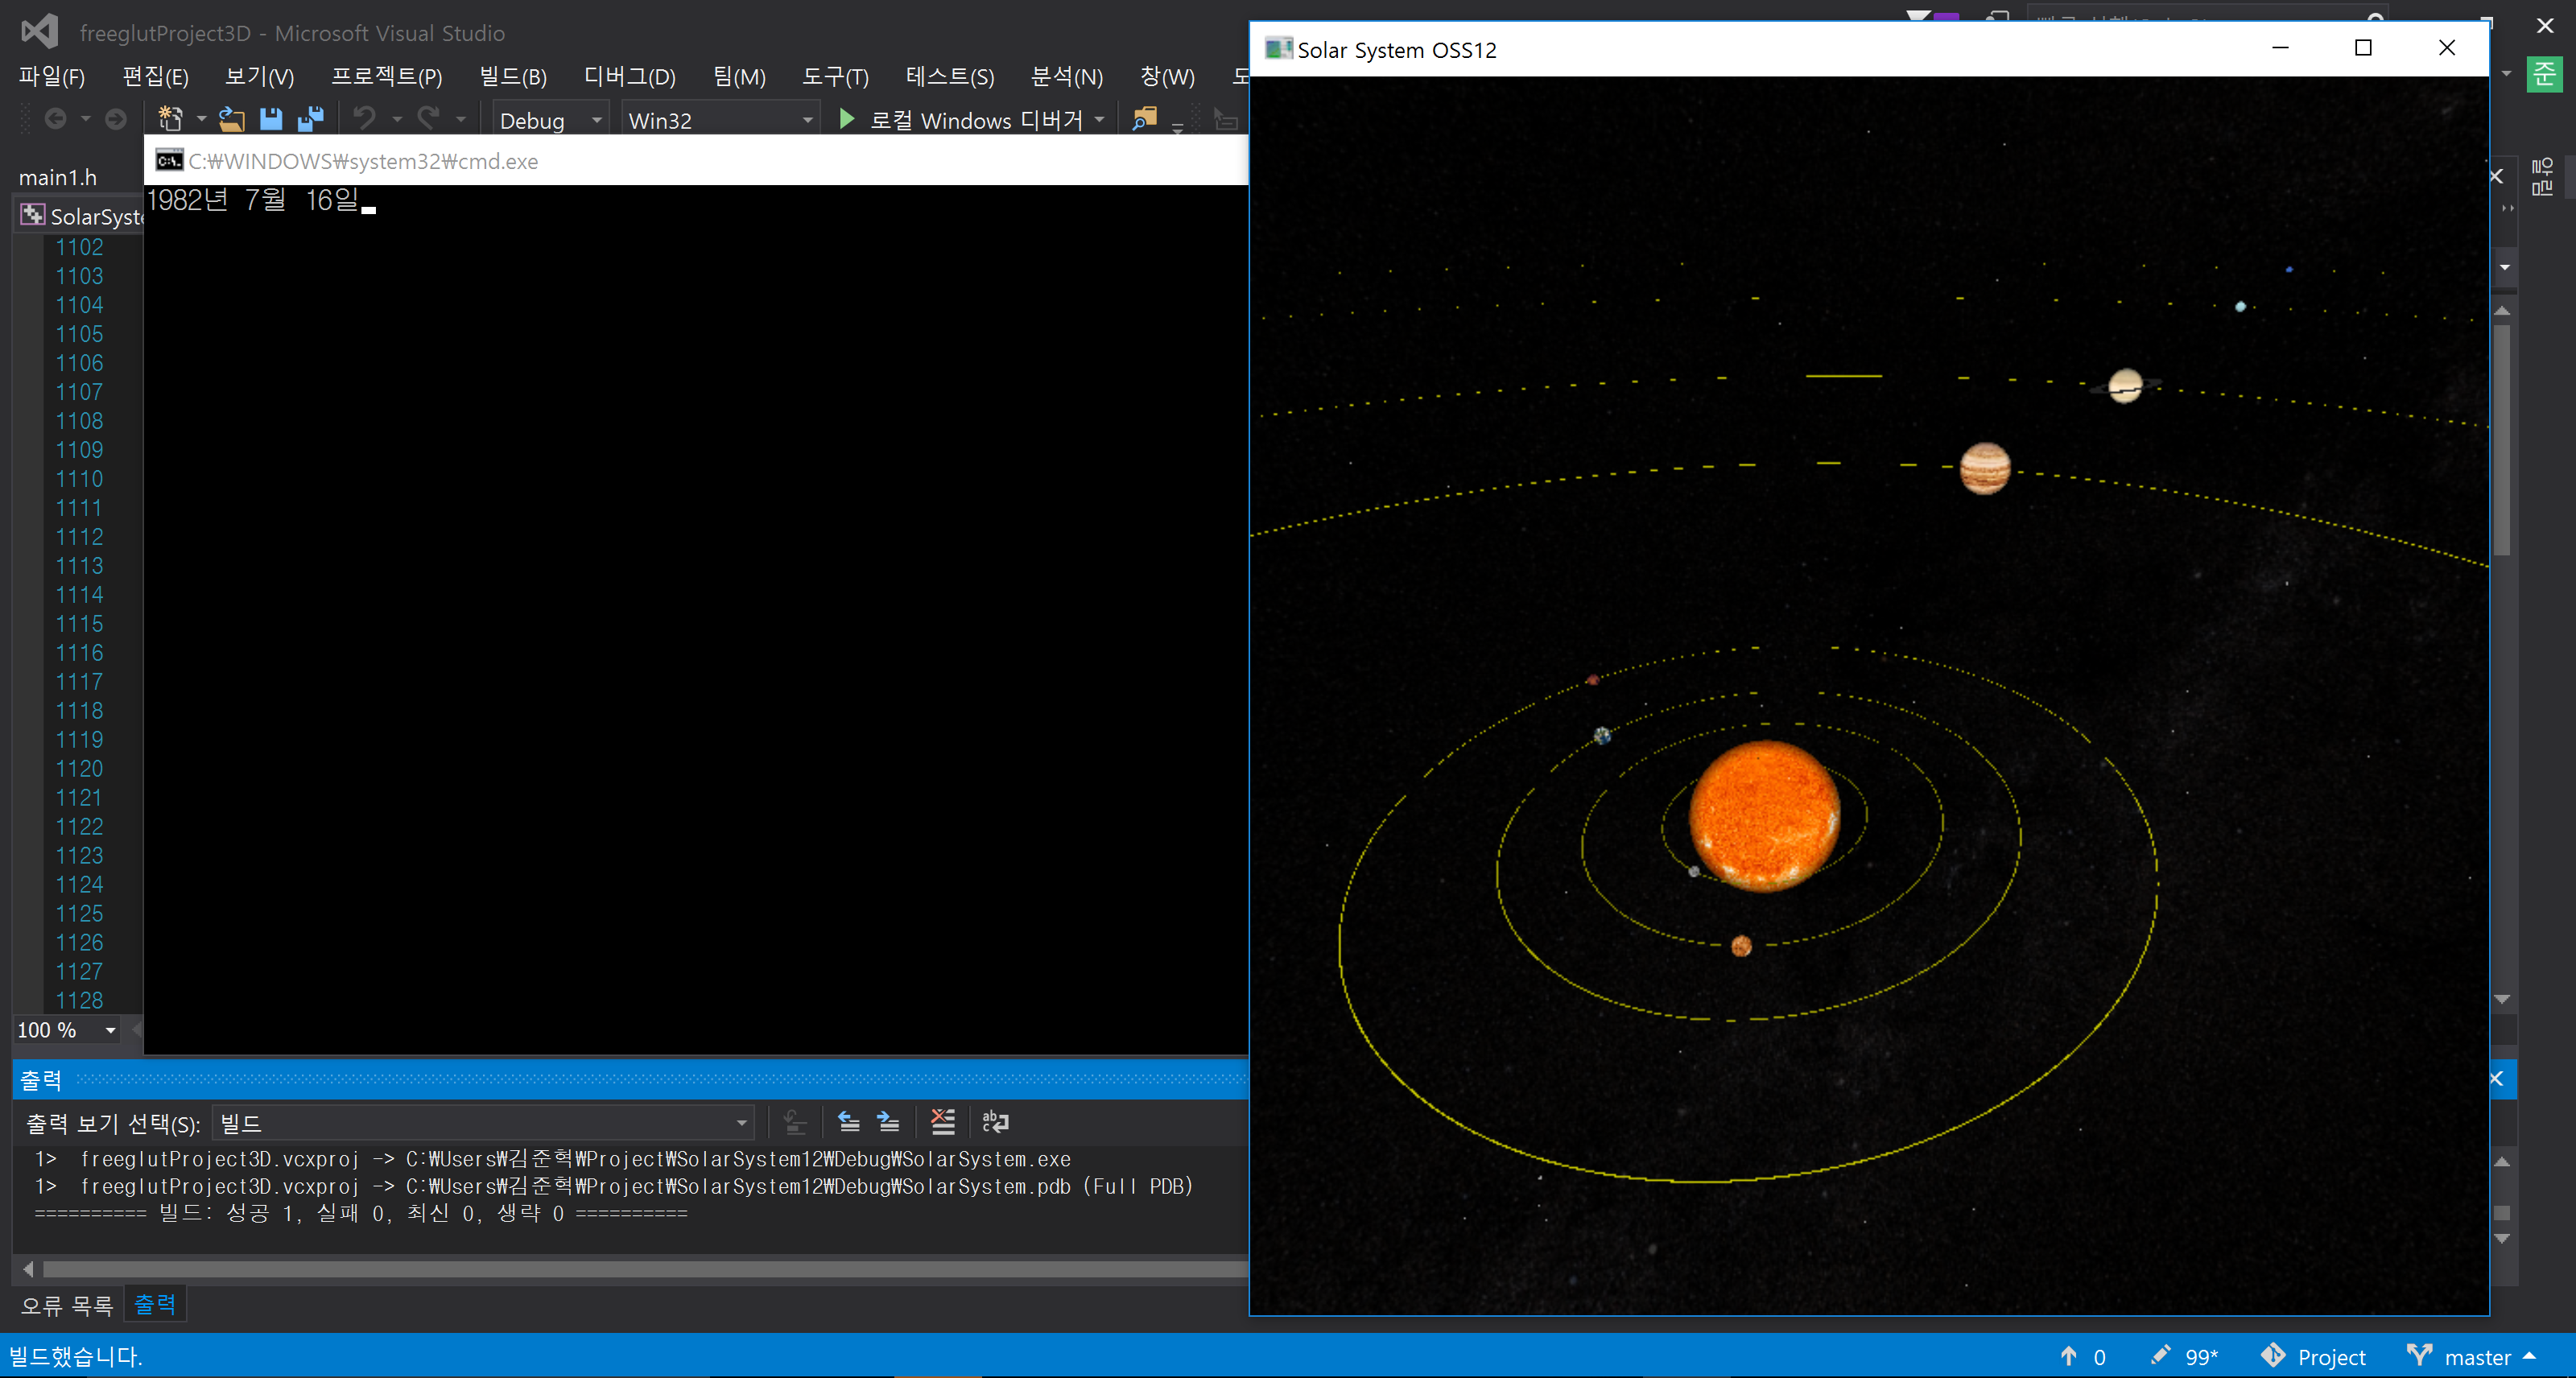 freeglutProject3D - Microsoft Visual Studio
파일(F) 편집(E) 보기(V) 프로젝트(P) 빌드(B) 디버그(D) 팀(M) 도구(T) 테스트(S) 분석(N) 창(W)
준
Debug Win32 로컬 Windows 디버거
Solar System OSS12
C:₩WINDOWS₩system32₩cmd.exe
1982년 7월 16일
main1.h
알림
SolarSyste
1102
1103
1104
1105
1106
1107
1108
1109
1110
1111
1112
1113
1114
1115
1116
1117
1118
1119
1120
1121
1122
1123
1124
1125
1126
1127
1128
100 %
출력
출력 보기 선택(S): 빌드
1>  freeglutProject3D.vcxproj -> C:₩Users₩김준혁₩Project₩SolarSystem12₩Debug₩SolarSystem.exe
1>  freeglutProject3D.vcxproj -> C:₩Users₩김준혁₩Project₩SolarSystem12₩Debug₩SolarSystem.pdb (Full PDB)
========== 빌드: 성공 1, 실패 0, 최신 0, 생략 0 ==========
오류 목록 출력
빌드했습니다. 0 99* Project master